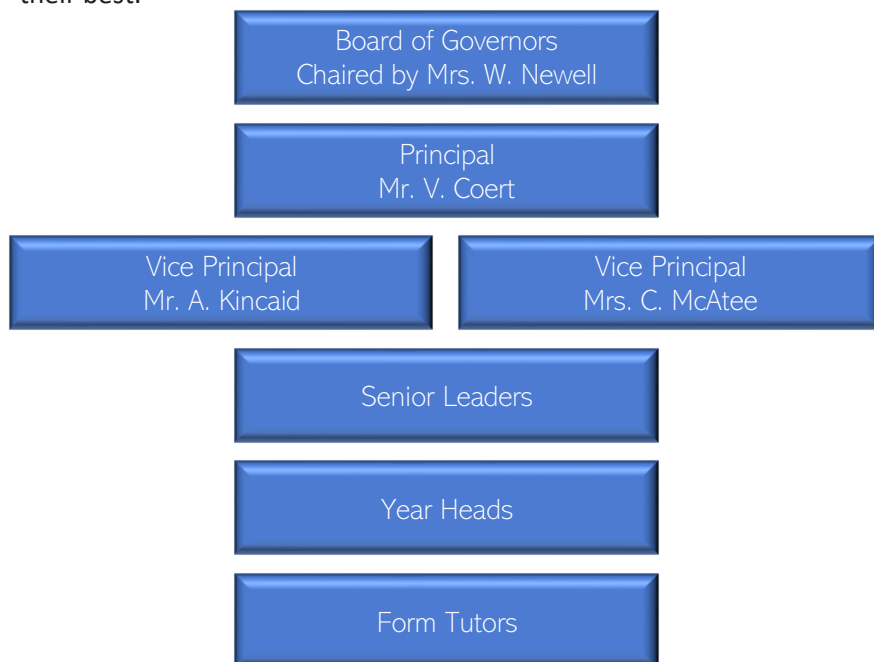 their best.
Board of Governors
Chaired by Mrs. W. Newell
Principal
Mr. V. Coert
Vice Principal
Mr. A. Kincaid
Vice Principal
Mrs. C. McAtee
Senior Leaders
Year Heads
Form Tutors